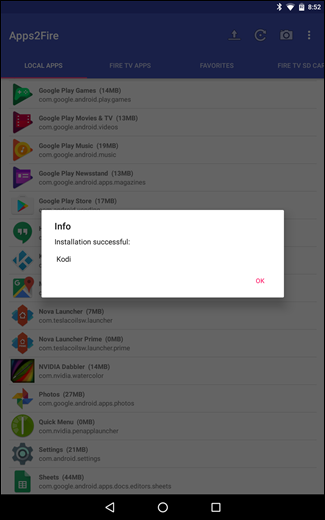 8:52
Apps2Fire
LOCAL APPS FIRE TV APPS FAVORITES FIRE TV SD CAR
Google Play Games (14MB)
com.google.android.play.games
Google Play Movies & TV (13MB)
com.google.android.videos
Google Play Music (19MB)
com.google.android.music
Google Play Newsstand (13MB)
com.google.android.apps.magazines
Google Play Store (17MB)
Info
Installation successful:
Kodi
OK
Nova Launcher (7MB)
com.teslacoilsw.launcher
Nova Launcher Prime (0MB)
com.teslacoilsw.launcher.prime
NVIDIA Dabbler (14MB)
com.nvidia.watercolor
Photos (27MB)
com.google.android.apps.photos
Quick Menu (0MB)
com.nvidia.penapplauncher
Settings (21MB)
com.android.settings
Sheets (44MB)
com.google.android.apps.docs.editors.sheets